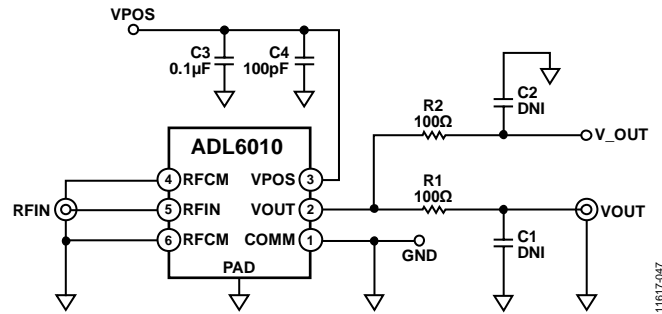 VPOS
C3
0.1µF
C4
100pF
C2
DNI
R2
100Ω
V_OUT
ADL6010
4
RFCM
VPOS
3
R1
100Ω
RFIN
5
RFIN
VOUT
2
VOUT
6
RFCM
COMM
1
GND
C1
DNI
PAD
11617-047